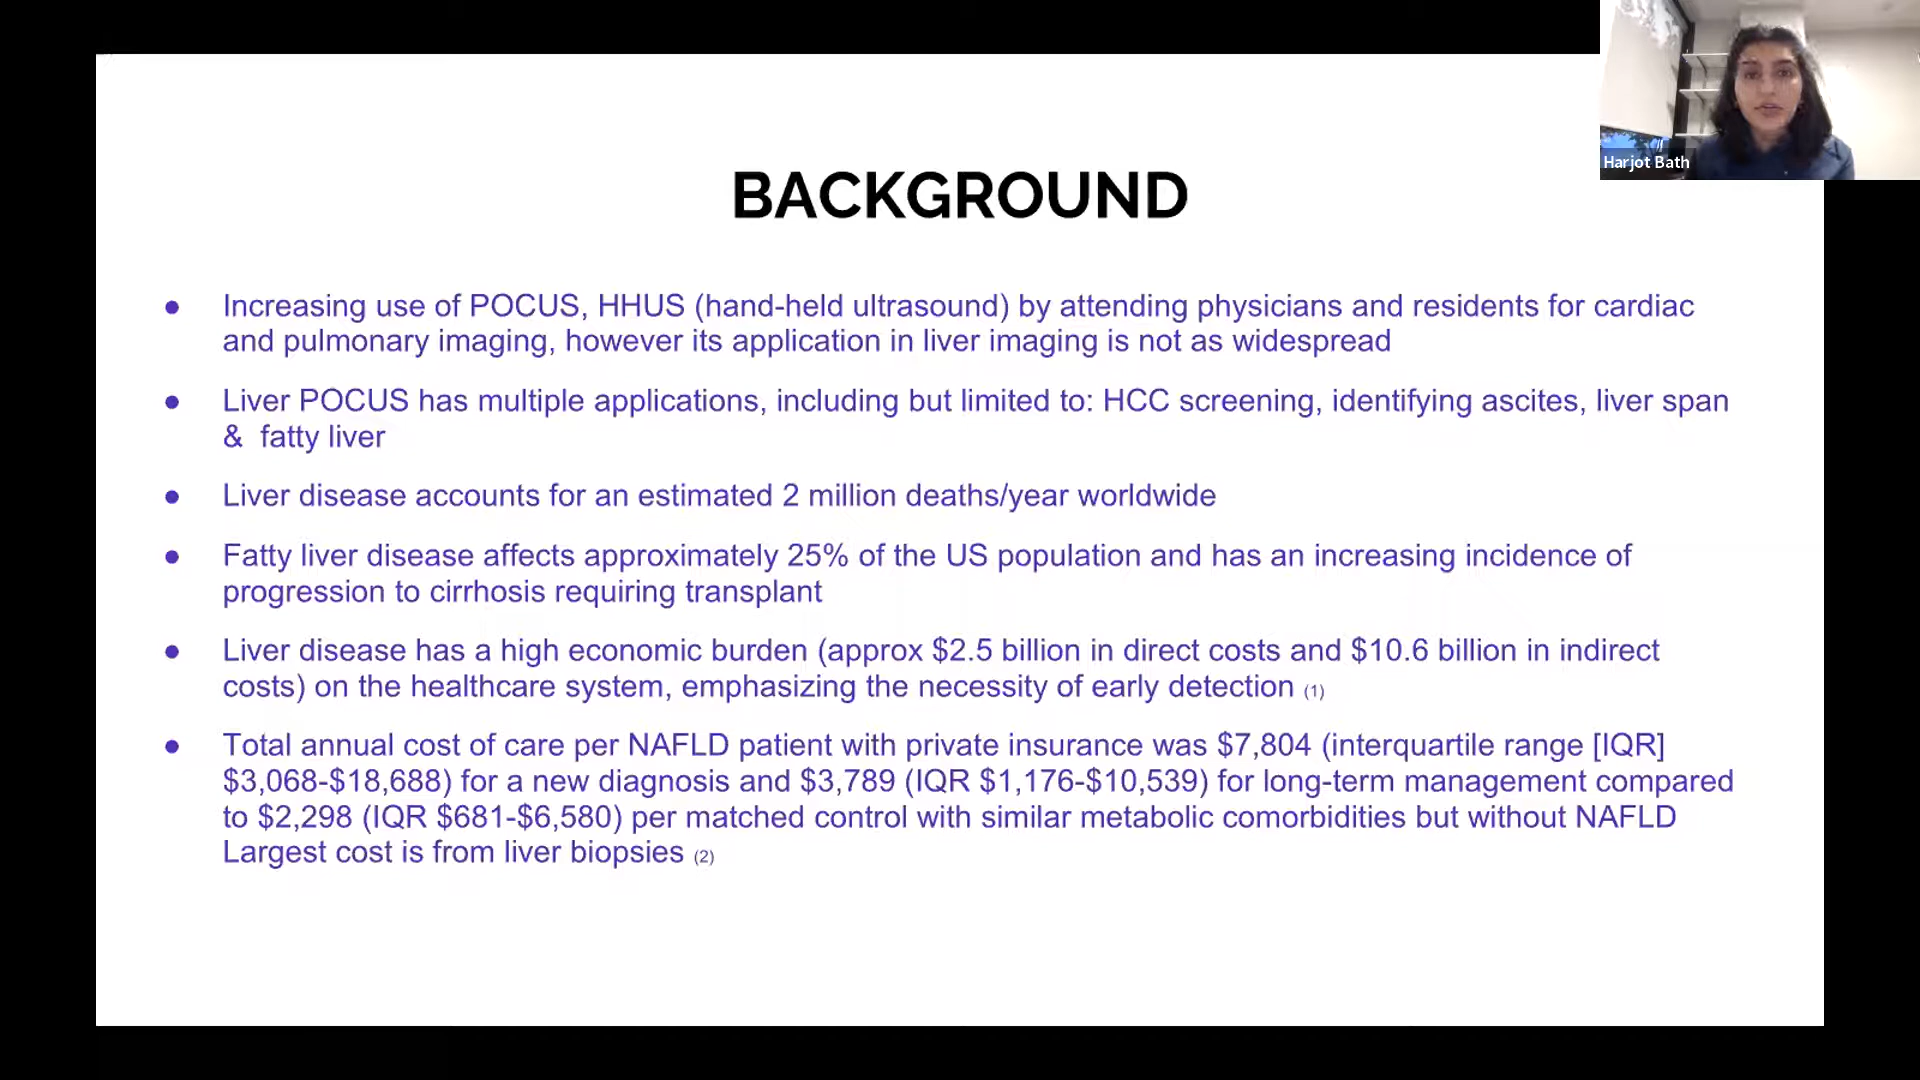 Harjot Bath
BACKGROUND
● Increasing use of POCUS, HHUS (hand-held ultrasound) by attending physicians and residents for cardiac
and pulmonary imaging, however its application in liver imaging is not as widespread
● Liver POCUS has multiple applications, including but limited to: HCC screening, identifying ascites, liver span
&  fatty liver
● Liver disease accounts for an estimated 2 million deaths/year worldwide
● Fatty liver disease affects approximately 25% of the US population and has an increasing incidence of
progression to cirrhosis requiring transplant
● Liver disease has a high economic burden (approx $2.5 billion in direct costs and $10.6 billion in indirect
costs) on the healthcare system, emphasizing the necessity of early detection (1)
● Total annual cost of care per NAFLD patient with private insurance was $7,804 (interquartile range [IQR]
$3,068-$18,688) for a new diagnosis and $3,789 (IQR $1,176-$10,539) for long-term management compared
to $2,298 (IQR $681-$6,580) per matched control with similar metabolic comorbidities but without NAFLD
Largest cost is from liver biopsies (2)